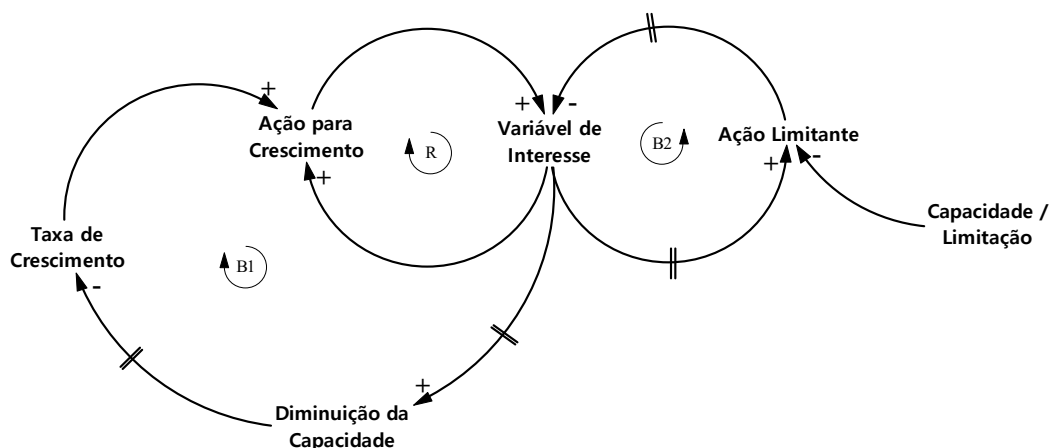 +
Ação para
Crescimento
+
R
+
-
Variável de
Interesse
B2
Ação Limitante
+
-
Capacidade /
Limitação
Taxa de
Crescimento
-
B1
+
Diminuição da
Capacidade